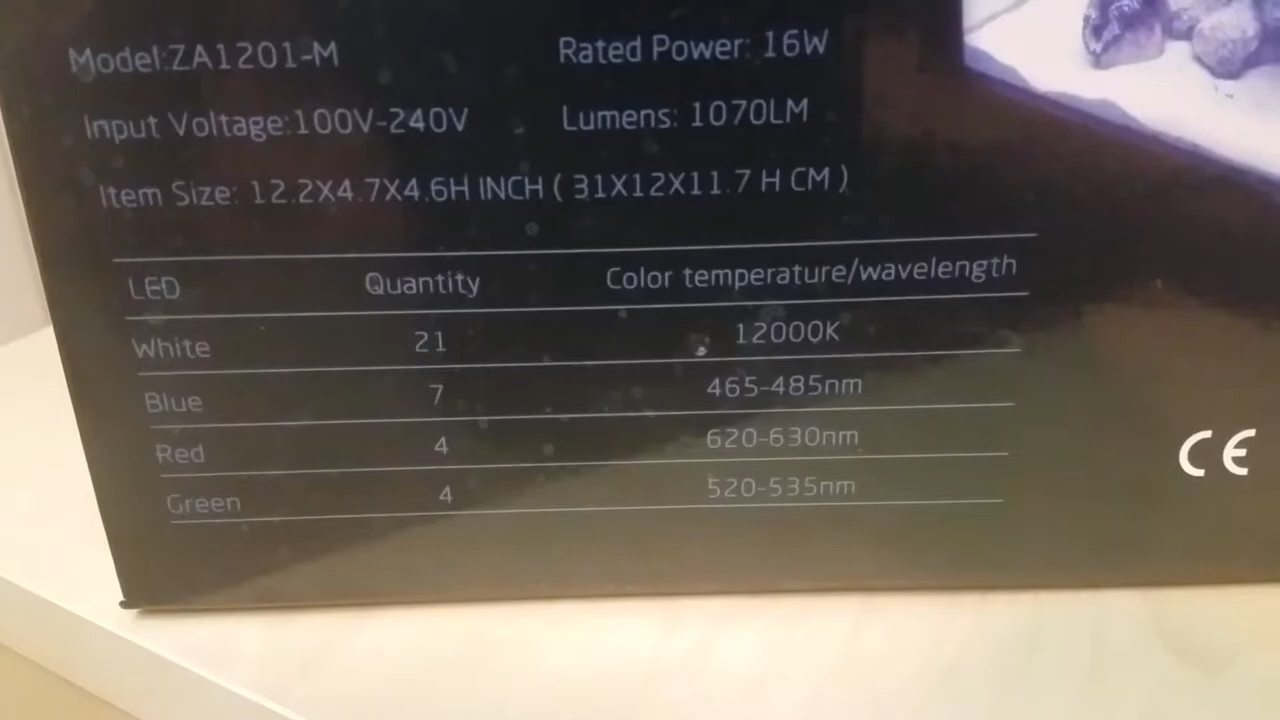 Model:ZA1201-M Rated Power: 16W
Input Voltage:100V-240V Lumens: 1070LM
Item Size: 12.2X4.7X4.6H INCH ( 31X12X11.7 H CM )
LED Quantity Color temperature/wavelength
White 21 12000K
Blue 7 465-485nm
Red 4 620-630nm
Green 4 520-535nm
CE